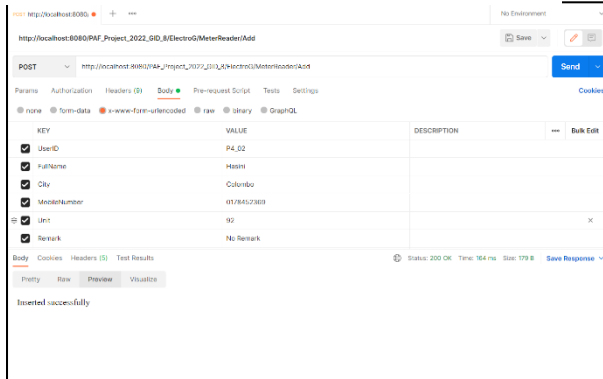 POST http://localhost:8080/ + ••• No Environment
http://localhost:8080/PAF_Project_2022_GID_8/ElectroG/MeterReader/Add Save
POST http://localhost:8080/PAF_Project_2022_GID_8/ElectroG/MeterReader/Add Send
Params Authorization Headers (9) Body Pre-request Script Tests Settings Cookies
none form-data x-www-form-urlencoded raw binary GraphQL
KEY VALUE DESCRIPTION ••• Bulk Edit
UserID P4_02
FullName Hasini
City Colombo
MobileNumber 0178452369
Unit 92
Remark No Remark
Body Cookies Headers (5) Test Results Status: 200 OK Time: 164 ms Size: 179 B Save Response
Pretty Raw Preview Visualize
Inserted successfully